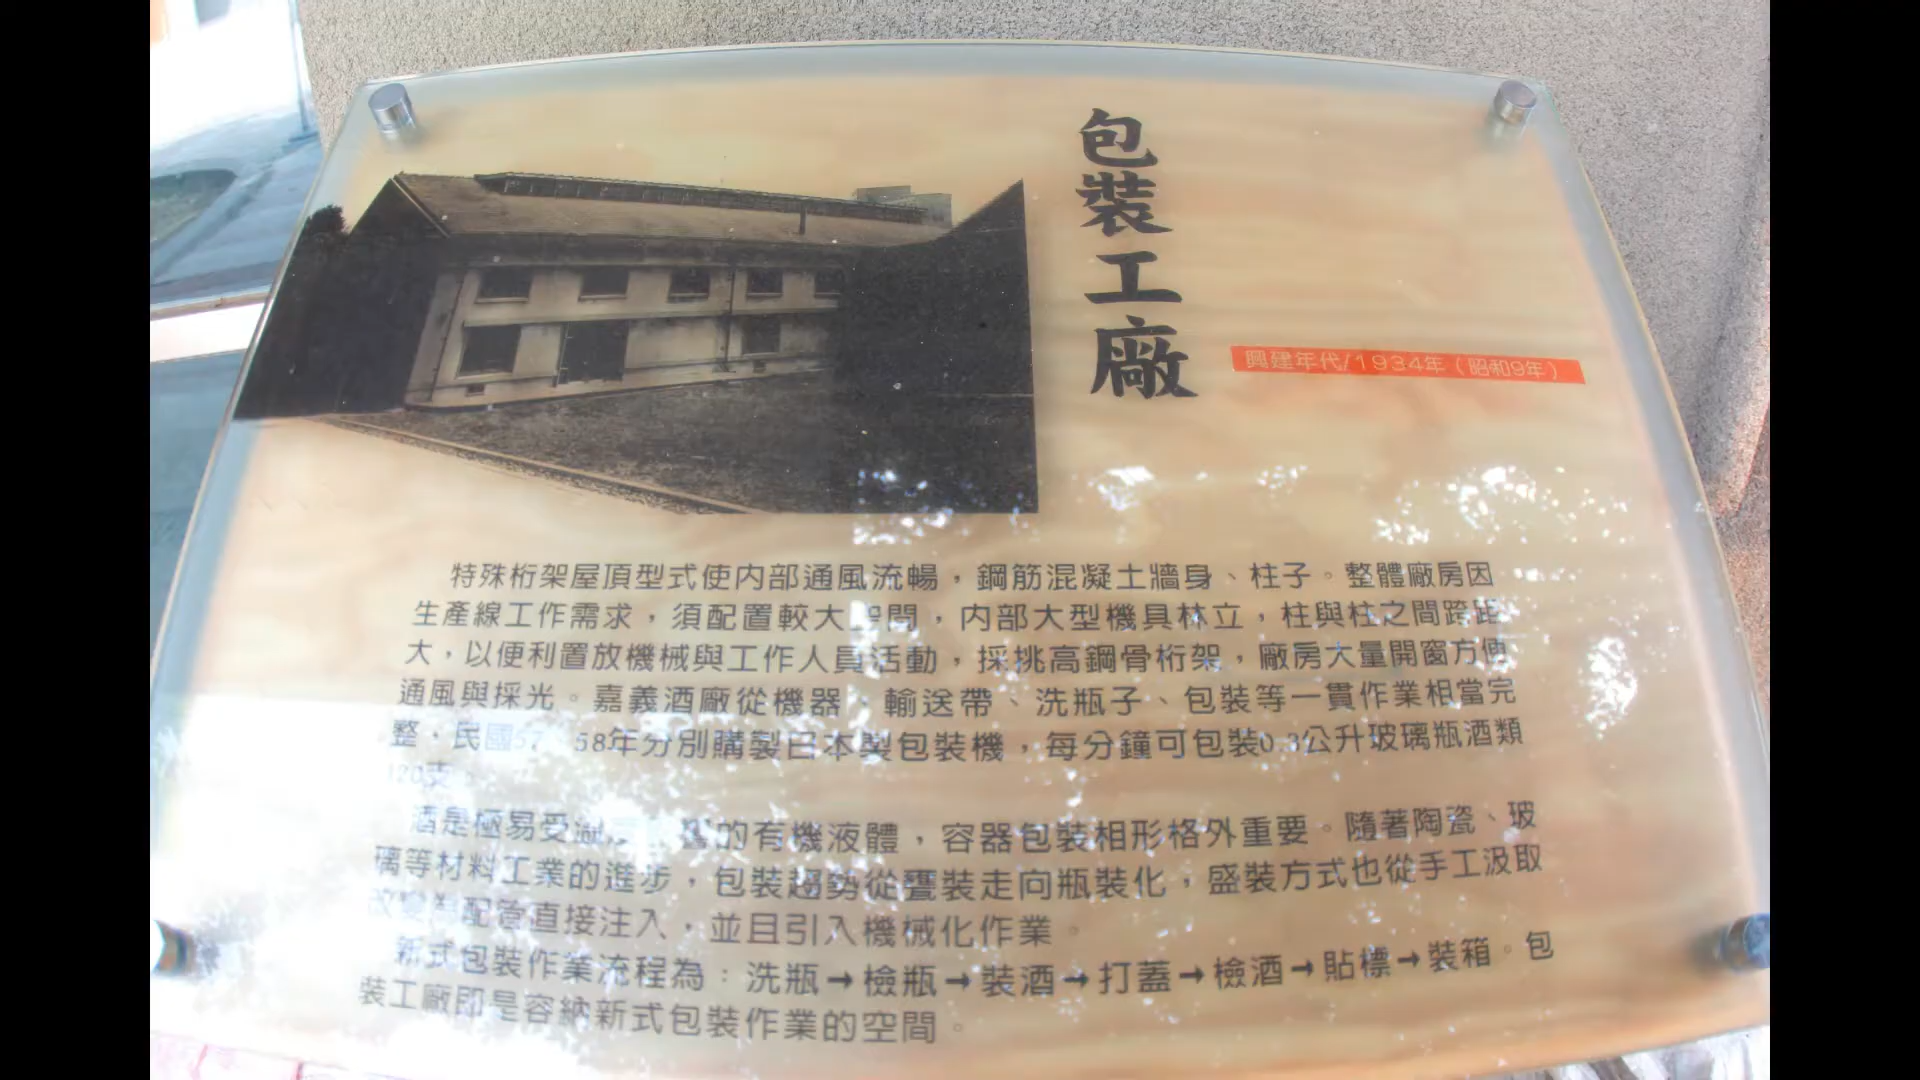 包裝工廠
興建年代/1934年（昭和9年）
特殊桁架屋頂型式使內部通風流暢，鋼筋混凝土牆身、柱子。整體廠房因
生產線工作需求，須配置較大空間，內部大型機具林立，柱與柱之間跨距
大，以便利置放機械與工作人員活動，採挑高鋼骨桁架，廠房大量開窗方便
通風與採光。嘉義酒廠從機器、輸送帶、洗瓶子、包裝等一貫作業相當完
整，民國57、58年分別購製日本製包裝機，每分鐘可包裝0.3公升玻璃瓶酒類
120支。
酒是極易受溫度影響的有機液體，容器包裝相形格外重要。隨著陶瓷、玻
璃等材料工業的進步，包裝趨勢從甕裝走向瓶裝化，盛裝方式也從手工汲取
改變為配管直接注入，並且引入機械化作業。
新式包裝作業流程為：洗瓶→檢瓶→裝酒→打蓋→檢酒→貼標→裝箱。包
裝工廠即是容納新式包裝作業的空間。